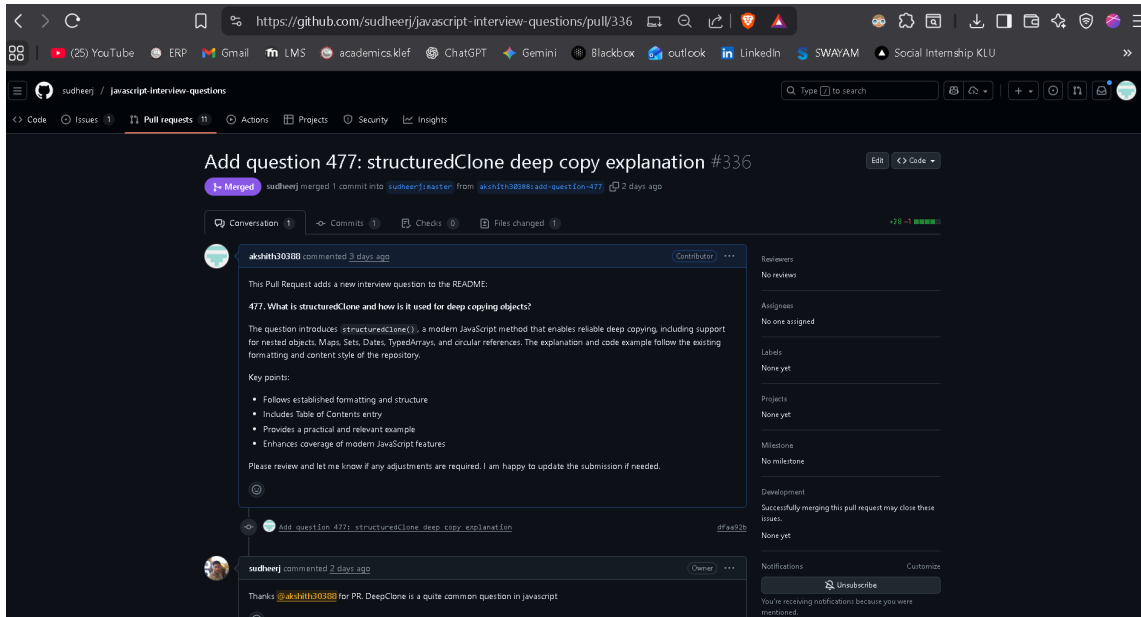 https://github.com/sudheerj/javascript-interview-questions/pull/336
(25) YouTube ERP Gmail LMS academics.klef ChatGPT Gemini Blackbox outlook LinkedIn SWAYAM Social Internship KLU »
sudheerj / javascript-interview-questions
Type / to search
Code Issues 1 Pull requests 11 Actions Projects Security Insights
Add question 477: structuredClone deep copy explanation #336
Edit <> Code
Merged sudheerj merged 1 commit into sudheerj:master from akshith30388:add-question-477 2 days ago
Conversation 1 Commits 1 Checks 0 Files changed 1
+28 −1
akshith30388 commented 3 days ago Contributor ...
This Pull Request adds a new interview question to the README:
477. What is structuredClone and how is it used for deep copying objects?
The question introduces structuredClone(), a modern JavaScript method that enables reliable deep copying, including support
for nested objects, Maps, Sets, Dates, TypedArrays, and circular references. The explanation and code example follow the existing
formatting and content style of the repository.
Key points:
• Follows established formatting and structure
• Includes Table of Contents entry
• Provides a practical and relevant example
• Enhances coverage of modern JavaScript features
Please review and let me know if any adjustments are required. I am happy to update the submission if needed.
Add question 477: structuredClone deep copy explanation dfaa92b
sudheerj commented 2 days ago Owner ...
Thanks @akshith30388 for PR. DeepClone is a quite common question in javascript
Reviewers
No reviews
Assignees
No one assigned
Labels
None yet
Projects
None yet
Milestone
No milestone
Development
Successfully merging this pull request may close these
issues.
None yet
Notifications Customize
Unsubscribe
You're receiving notifications because you were
mentioned.